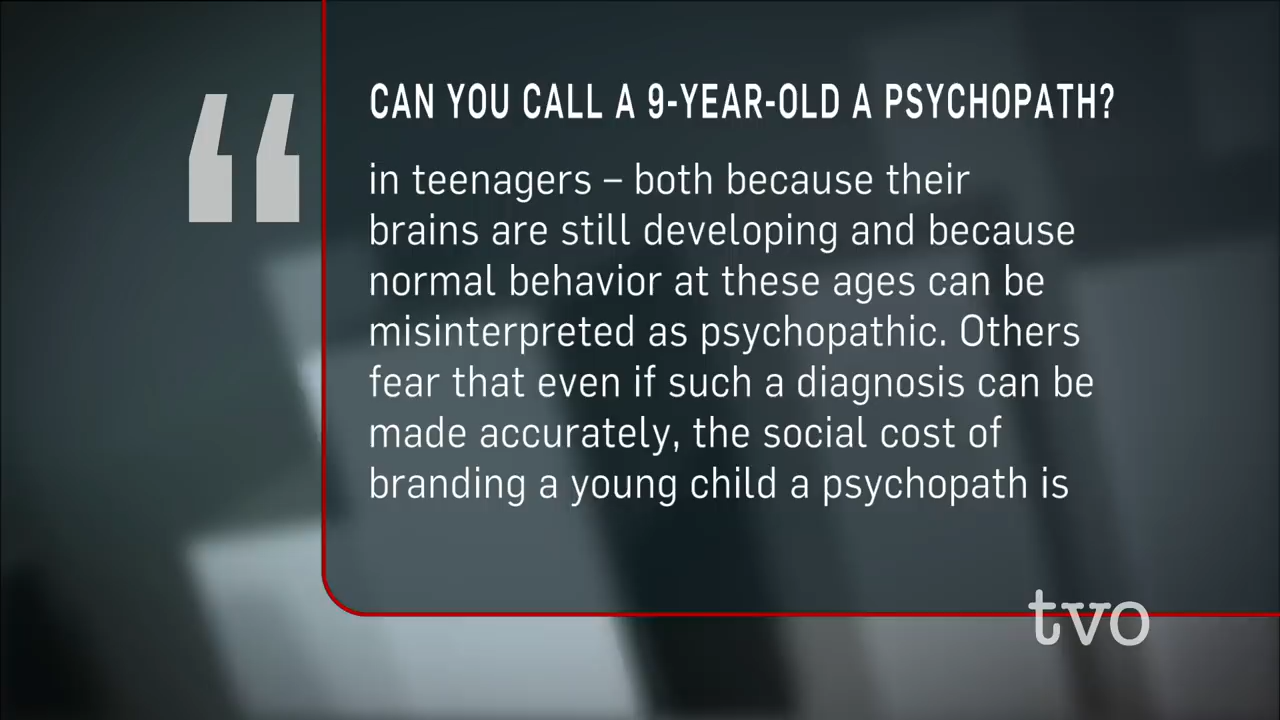 “
CAN YOU CALL A 9-YEAR-OLD A PSYCHOPATH?
in teenagers – both because their
brains are still developing and because
normal behavior at these ages can be
misinterpreted as psychopathic. Others
fear that even if such a diagnosis can be
made accurately, the social cost of
branding a young child a psychopath is
tvo